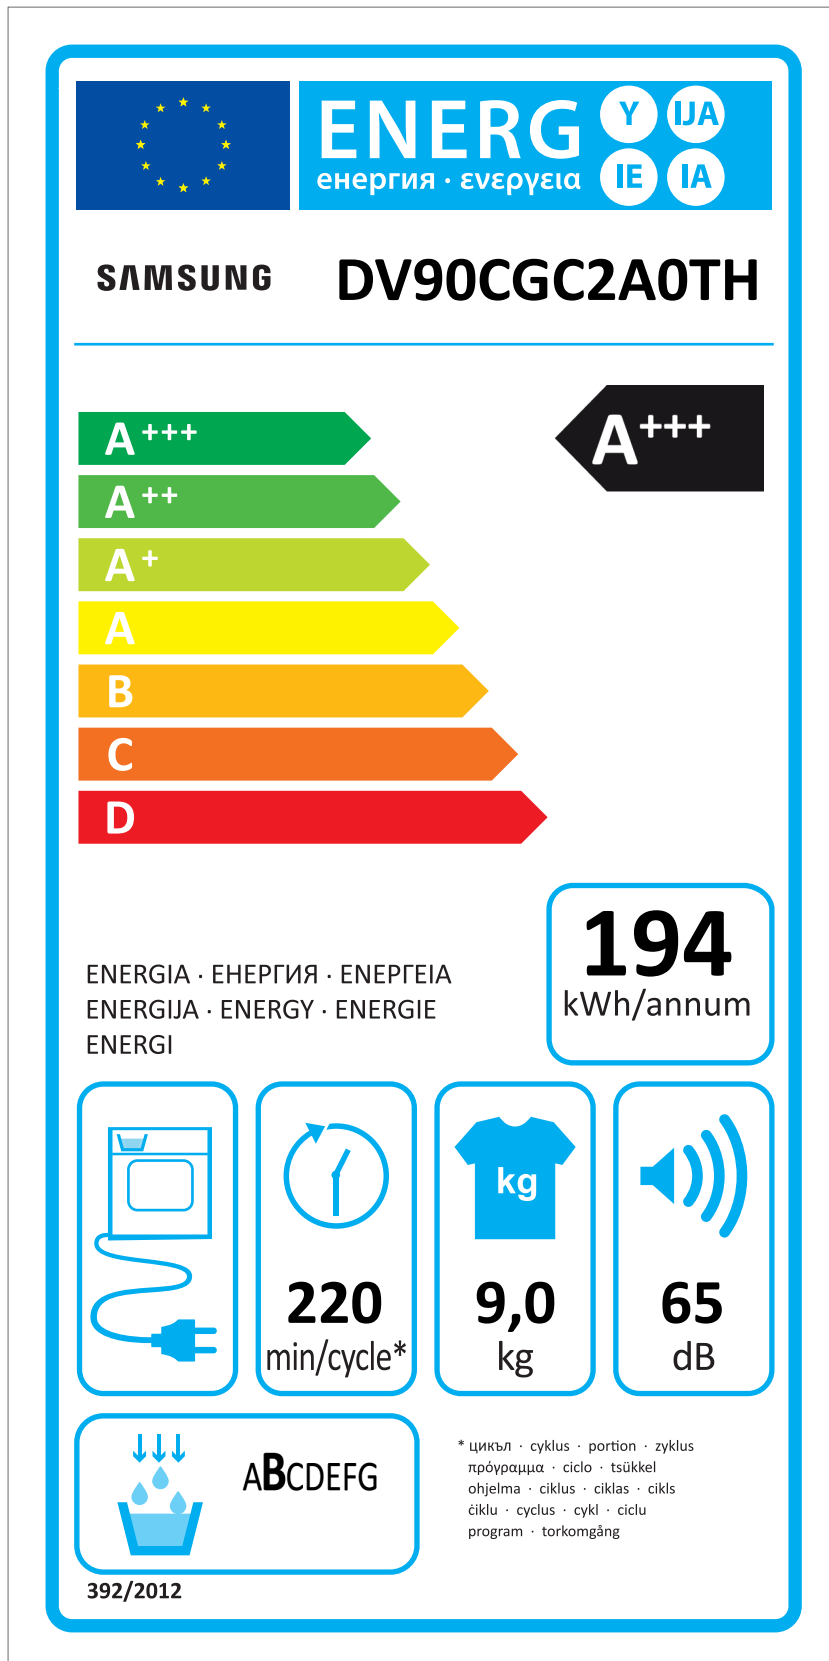 ENERG Y IJA
енергия · ενεργεια IE IA
SAMSUNG DV90CGC2A0TH
A+++ A+++
A++
A+
A
B
C
D
194
kWh/annum
ENERGIA · ЕНЕРГИЯ · ΕΝΕΡΓΕΙΑ
ENERGIJA · ENERGY · ENERGIE
ENERGI
kg
220 9,0 65
min/cycle* kg dB
ABCDEFG
* цикъл · cyklus · portion · zyklus
πρόγραμμα · ciclo · tsükkel
ohjelma · ciklus · ciklas · cikls
ċiklu · cyclus · cykl · ciclu
program · torkomgång
392/2012